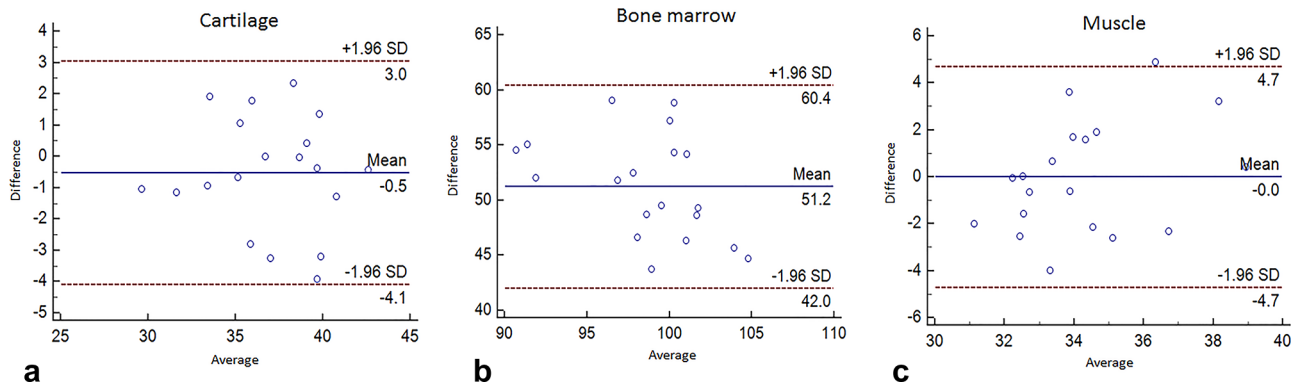 Cartilage
4
3
2
1
0
-1
-2
-3
-4
-5
Difference
+1.96 SD
3.0
Mean
-0.5
-1.96 SD
-4.1
25 30 35 40 45
Average
a
Bone marrow
65
60
55
50
45
40
Difference
+1.96 SD
60.4
Mean
51.2
-1.96 SD
42.0
90 95 100 105 110
Average
b
Muscle
6
4
2
0
-2
-4
-6
Difference
+1.96 SD
4.7
Mean
-0.0
-1.96 SD
-4.7
30 32 34 36 38 40
Average
c